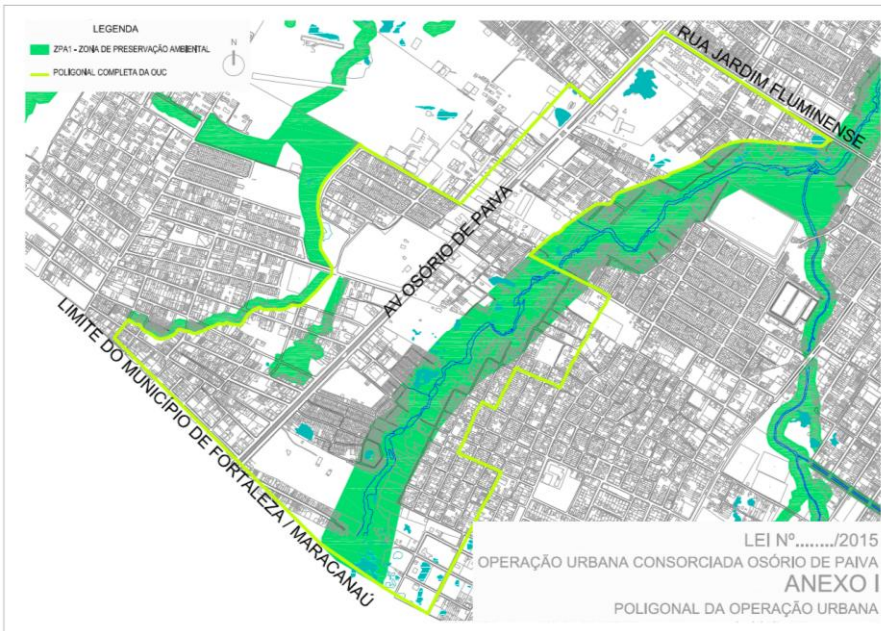 LEGENDA
ZPA1 - ZONA DE PRESERVAÇÃO AMBIENTAL
POLIGONAL COMPLETA DA OUC
N
RUA JARDIM FLUMINENSE
AV OSÓRIO DE PAIVA
LIMITE DO MUNICÍPIO DE FORTALEZA / MARACANAÚ
LEI Nº......../2015
OPERAÇÃO URBANA CONSORCIADA OSÓRIO DE PAIVA
ANEXO I
POLIGONAL DA OPERAÇÃO URBANA